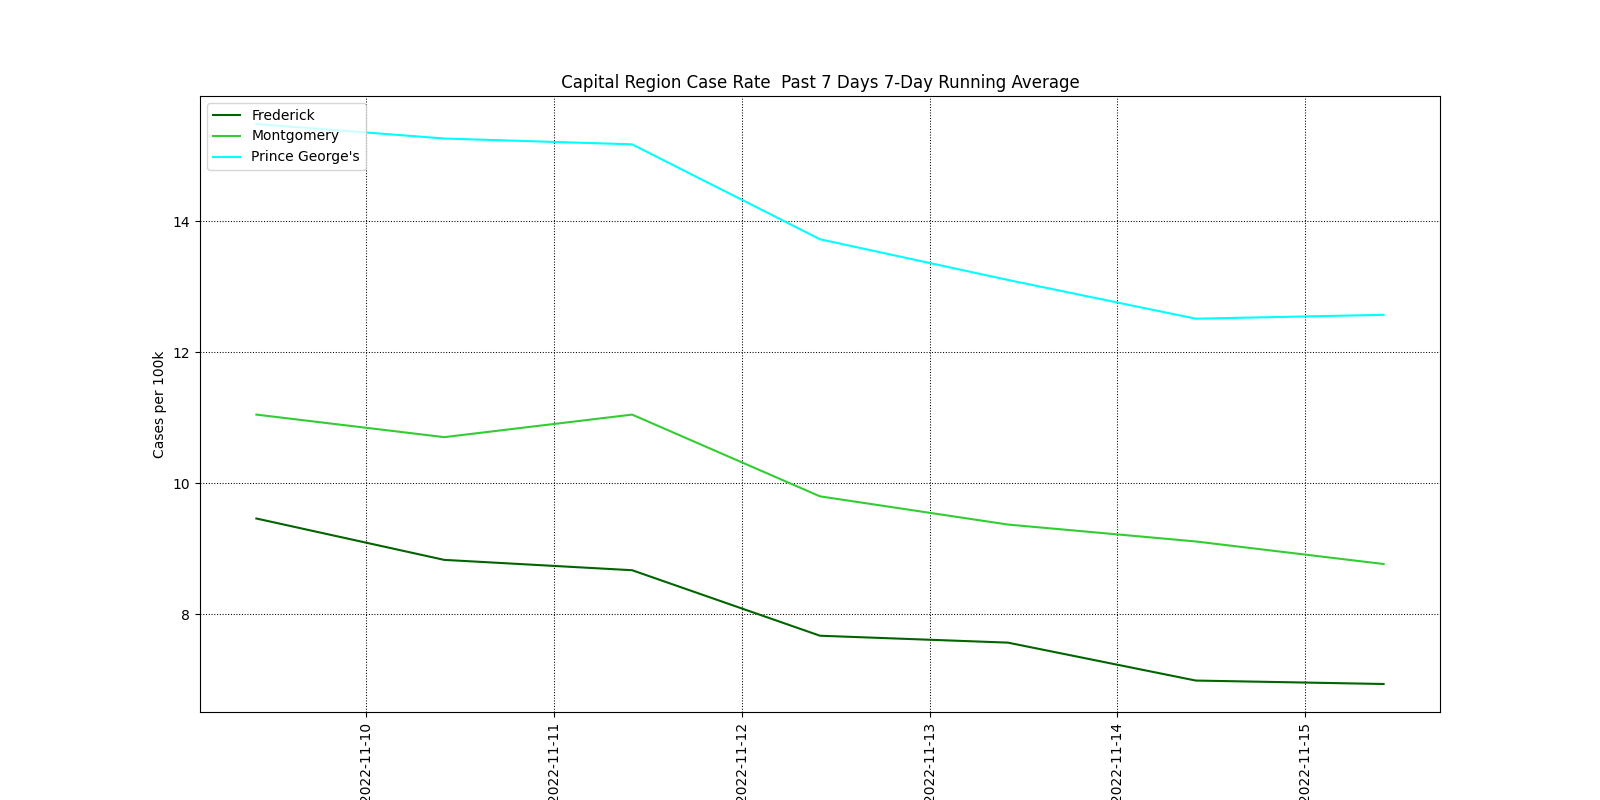 Capital Region Case Rate  Past 7 Days 7-Day Running Average
Frederick
Montgomery
Prince George's
Cases per 100k
14
12
10
8
2022-11-10
2022-11-11
2022-11-12
2022-11-13
2022-11-14
2022-11-15